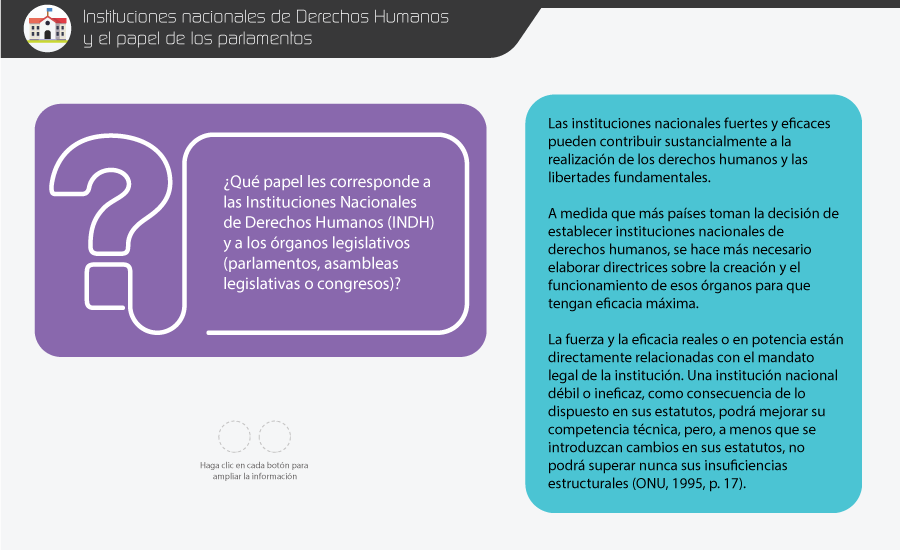 Instituciones nacionales de Derechos Humanos
y el papel de los parlamentos
¿Qué papel les corresponde a
las Instituciones Nacionales
de Derechos Humanos (INDH)
y a los órganos legislativos
(parlamentos, asambleas
legislativas o congresos)?
Haga clic en cada botón para
ampliar la información
Las instituciones nacionales fuertes y eficaces
pueden contribuir sustancialmente a la
realización de los derechos humanos y las
libertades fundamentales.
A medida que más países toman la decisión de
establecer instituciones nacionales de
derechos humanos, se hace más necesario
elaborar directrices sobre la creación y el
funcionamiento de esos órganos para que
tengan eficacia máxima.
La fuerza y la eficacia reales o en potencia están
directamente relacionadas con el mandato
legal de la institución. Una institución nacional
débil o ineficaz, como consecuencia de lo
dispuesto en sus estatutos, podrá mejorar su
competencia técnica, pero, a menos que se
introduzcan cambios en sus estatutos, no
podrá superar nunca sus insuficiencias
estructurales (ONU, 1995, p. 17).